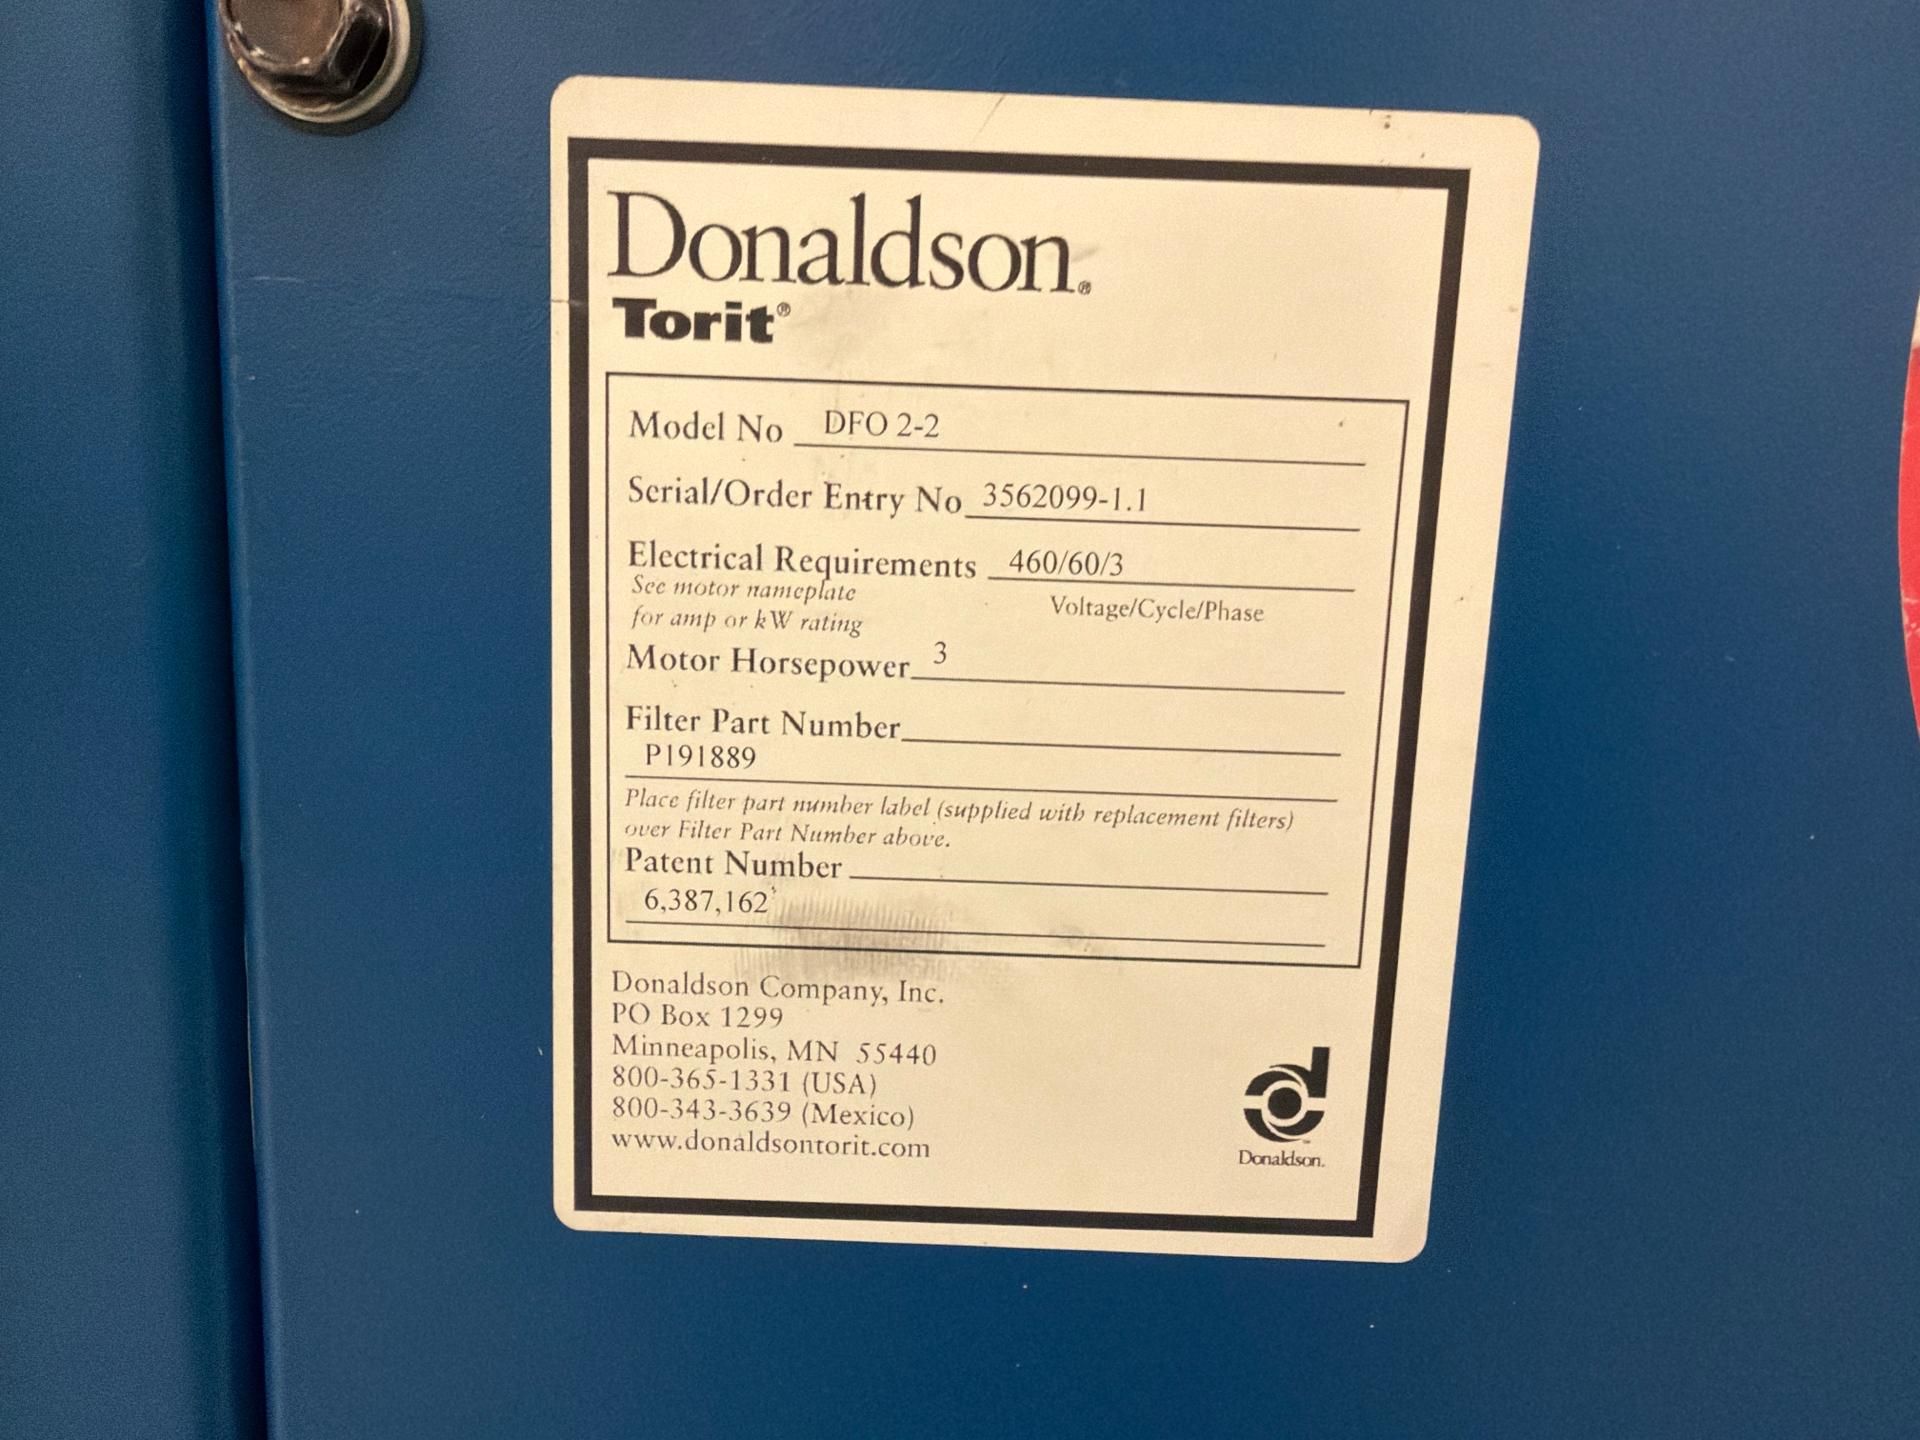 Donaldson®
Torit®
Model No DFO 2-2
Serial/Order Entry No 3562099-1.1
Electrical Requirements 460/60/3
See motor nameplate
for amp or kW rating
Voltage/Cycle/Phase
Motor Horsepower 3
Filter Part Number
P191889
Place filter part number label (supplied with replacement filters)
over Filter Part Number above.
Patent Number
6,387,162
Donaldson Company, Inc.
PO Box 1299
Minneapolis, MN 55440
800-365-1331 (USA)
800-343-3639 (Mexico)
www.donaldsontorit.com
Donaldson.